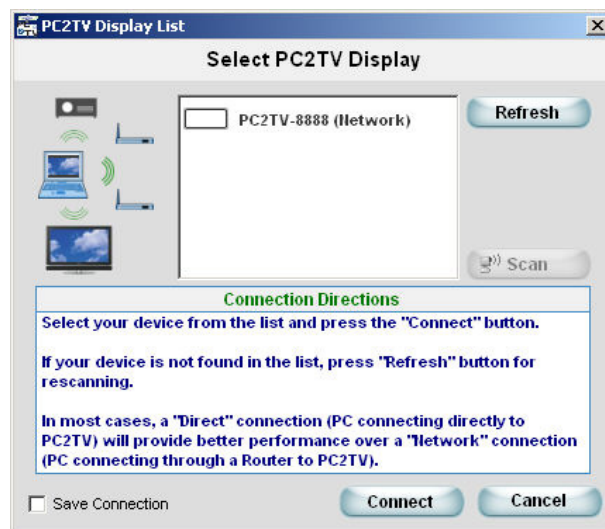 PC2TV Display List
Select PC2TV Display
PC2TV-8888 (Network)
Refresh
Scan
Connection Directions
Select your device from the list and press the "Connect" button.
If your device is not found in the list, press "Refresh" button for
rescanning.
In most cases, a "Direct" connection (PC connecting directly to
PC2TV) will provide better performance over a "Network" connection
(PC connecting through a Router to PC2TV).
Save Connection
Connect
Cancel